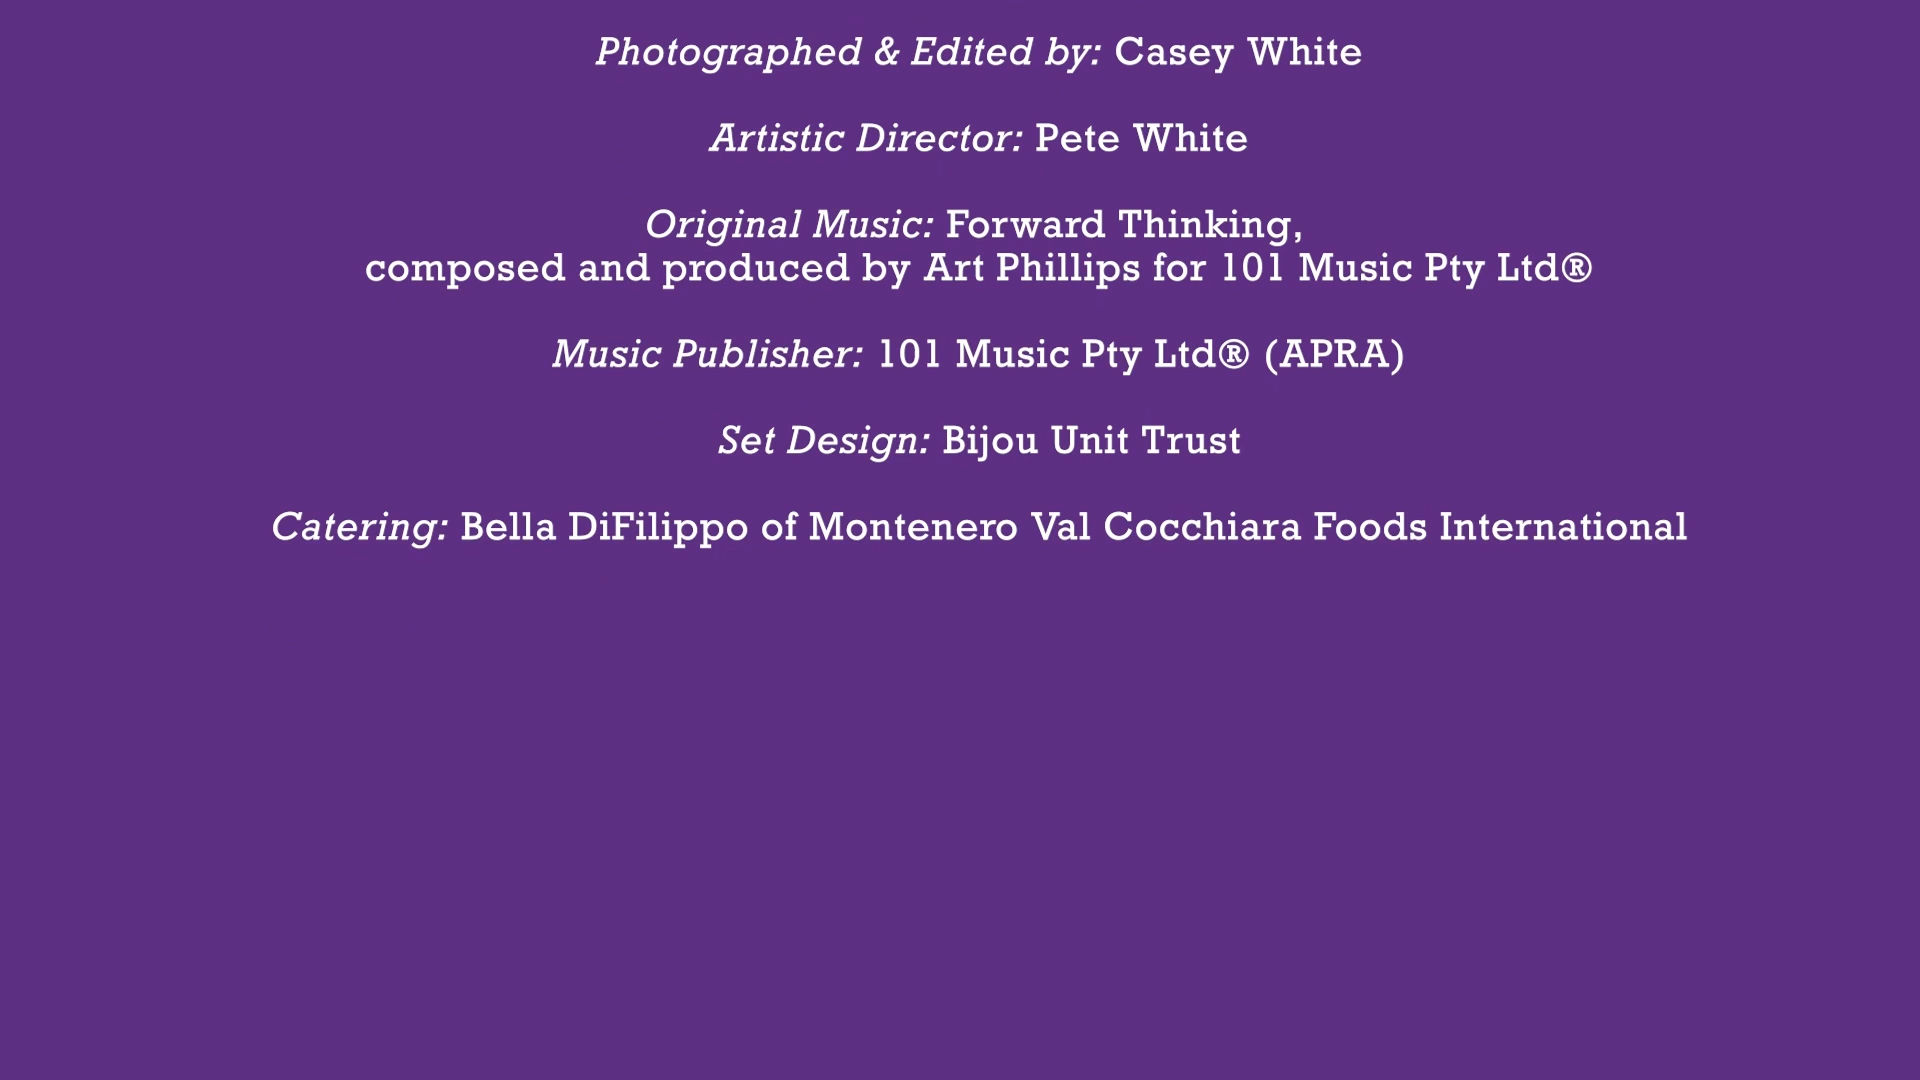 Photographed & Edited by: Casey White
Artistic Director: Pete White
Original Music: Forward Thinking,
composed and produced by Art Phillips for 101 Music Pty Ltd®
Music Publisher: 101 Music Pty Ltd® (APRA)
Set Design: Bijou Unit Trust
Catering: Bella DiFilippo of Montenero Val Cocchiara Foods International